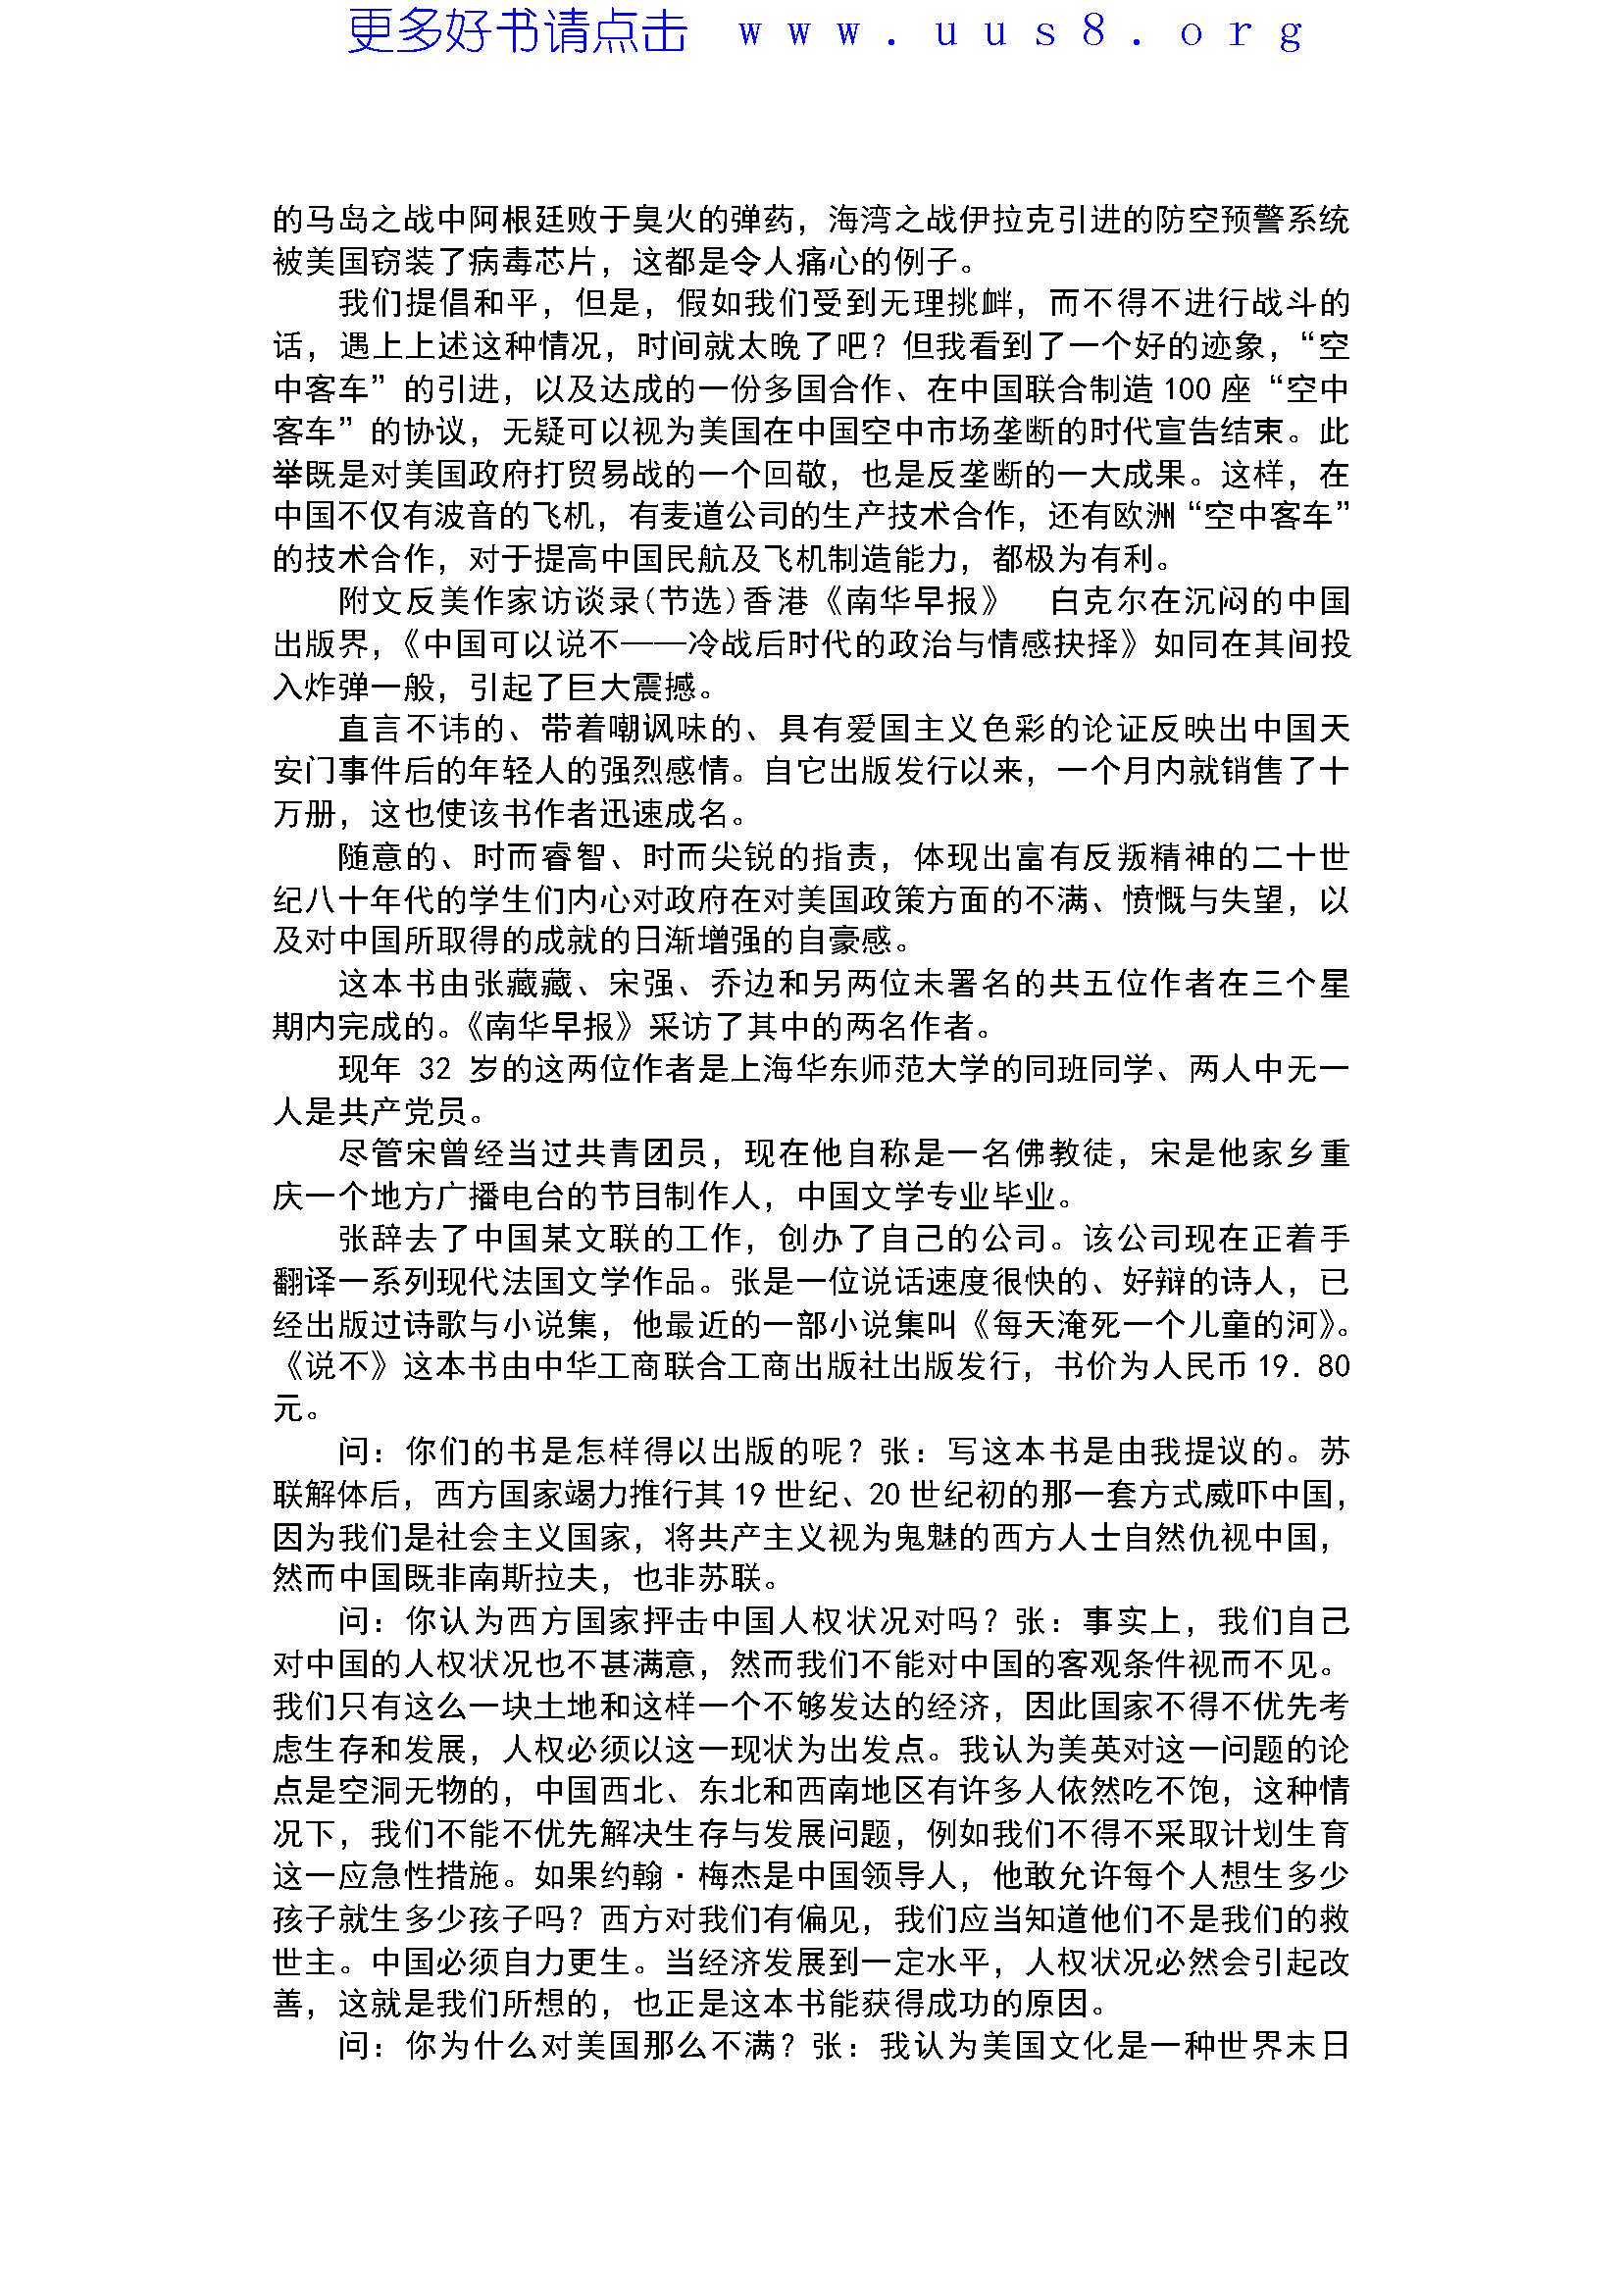 更多好书请点击 www.uus8.org
的马岛之战中阿根廷败于臭火的弹药，海湾之战伊拉克引进的防空预警系统
被美国窃装了病毒芯片，这都是令人痛心的例子。
我们提倡和平，但是，假如我们受到无理挑衅，而不得不进行战斗的
话，遇上上述这种情况，时间就太晚了吧？但我看到了一个好的迹象，“空
中客车”的引进，以及达成的一份多国合作、在中国联合制造100座“空中
客车”的协议，无疑可以视为美国在中国空中市场垄断的时代宣告结束。此
举既是对美国政府打贸易战的一个回敬，也是反垄断的一大成果。这样，在
中国不仅有波音的飞机，有麦道公司的生产技术合作，还有欧洲“空中客车”
的技术合作，对于提高中国民航及飞机制造能力，都极为有利。
附文反美作家访谈录(节选)香港《南华早报》　白克尔在沉闷的中国
出版界，《中国可以说不——冷战后时代的政治与情感抉择》如同在其间投
入炸弹一般，引起了巨大震撼。
直言不讳的、带着嘲讽味的、具有爱国主义色彩的论证反映出中国天
安门事件后的年轻人的强烈感情。自它出版发行以来，一个月内就销售了十
万册，这也使该书作者迅速成名。
随意的、时而睿智、时而尖锐的指责，体现出富有反叛精神的二十世
纪八十年代的学生们内心对政府在对美国政策方面的不满、愤慨与失望，以
及对中国所取得的成就的日渐增强的自豪感。
这本书由张藏藏、宋强、乔边和另两位未署名的共五位作者在三个星
期内完成的。《南华早报》采访了其中的两名作者。
现年 32 岁的这两位作者是上海华东师范大学的同班同学、两人中无一
人是共产党员。
尽管宋曾经当过共青团员，现在他自称是一名佛教徒，宋是他家乡重
庆一个地方广播电台的节目制作人，中国文学专业毕业。
张辞去了中国某文联的工作，创办了自己的公司。该公司现在正着手
翻译一系列现代法国文学作品。张是一位说话速度很快的、好辩的诗人，已
经出版过诗歌与小说集，他最近的一部小说集叫《每天淹死一个儿童的河》。
《说不》这本书由中华工商联合工商出版社出版发行，书价为人民币19．80
元。
问：你们的书是怎样得以出版的呢？张：写这本书是由我提议的。苏
联解体后，西方国家竭力推行其19世纪、20世纪初的那一套方式威吓中国，
因为我们是社会主义国家，将共产主义视为鬼魅的西方人士自然仇视中国，
然而中国既非南斯拉夫，也非苏联。
问：你认为西方国家抨击中国人权状况对吗？张：事实上，我们自己
对中国的人权状况也不甚满意，然而我们不能对中国的客观条件视而不见。
我们只有这么一块土地和这样一个不够发达的经济，因此国家不得不优先考
虑生存和发展，人权必须以这一现状为出发点。我认为美英对这一问题的论
点是空洞无物的，中国西北、东北和西南地区有许多人依然吃不饱，这种情
况下，我们不能不优先解决生存与发展问题，例如我们不得不采取计划生育
这一应急性措施。如果约翰·梅杰是中国领导人，他敢允许每个人想生多少
孩子就生多少孩子吗？西方对我们有偏见，我们应当知道他们不是我们的救
世主。中国必须自力更生。当经济发展到一定水平，人权状况必然会引起改
善，这就是我们所想的，也正是这本书能获得成功的原因。
问：你为什么对美国那么不满？张：我认为美国文化是一种世界末日